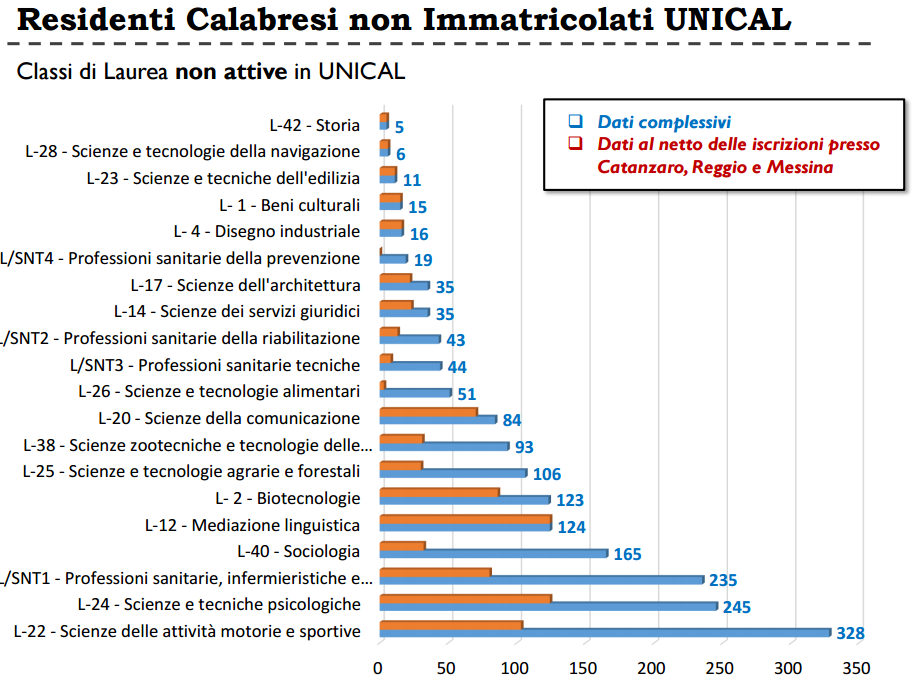 Residenti Calabresi non Immatricolati UNICAL
Classi di Laurea non attive in UNICAL
Dati complessivi
Dati al netto delle iscrizioni presso
Catanzaro, Reggio e Messina
L-42 - Storia 5
L-28 - Scienze e tecnologie della navigazione 6
L-23 - Scienze e tecniche dell'edilizia 11
L- 1 - Beni culturali 15
L- 4 - Disegno industriale 16
L/SNT4 - Professioni sanitarie della prevenzione 19
L-17 - Scienze dell'architettura 35
L-14 - Scienze dei servizi giuridici 35
L/SNT2 - Professioni sanitarie della riabilitazione 43
L/SNT3 - Professioni sanitarie tecniche 44
L-26 - Scienze e tecnologie alimentari 51
L-20 - Scienze della comunicazione 84
L-38 - Scienze zootecniche e tecnologie delle... 93
L-25 - Scienze e tecnologie agrarie e forestali 106
L- 2 - Biotecnologie 123
L-12 - Mediazione linguistica 124
L-40 - Sociologia 165
L/SNT1 - Professioni sanitarie, infermieristiche e... 235
L-24 - Scienze e tecniche psicologiche 245
L-22 - Scienze delle attività motorie e sportive 328
0 50 100 150 200 250 300 350